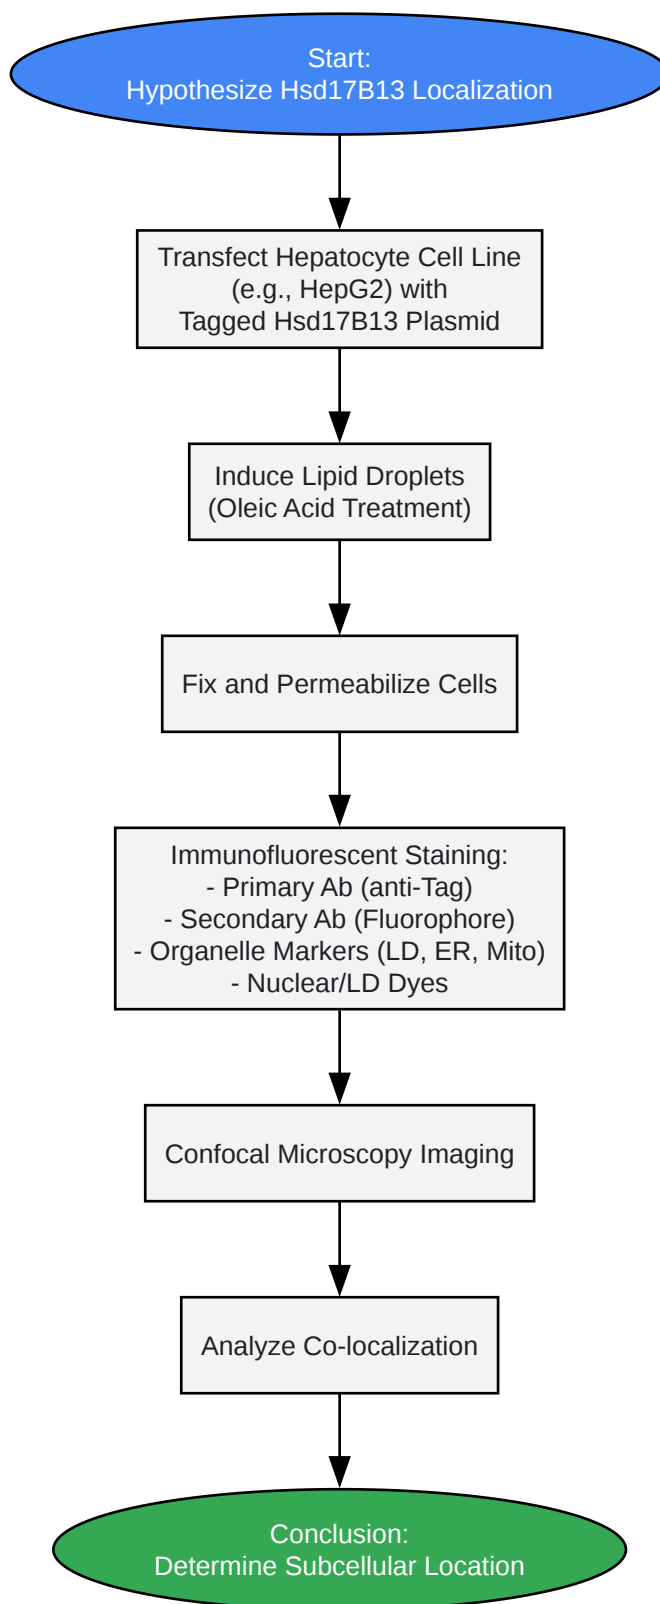 Start:
Hypothesize Hsd17B13 Localization
Transfect Hepatocyte Cell Line
(e.g., HepG2) with
Tagged Hsd17B13 Plasmid
Induce Lipid Droplets
(Oleic Acid Treatment)
Fix and Permeabilize Cells
Immunofluorescent Staining:
- Primary Ab (anti-Tag)
- Secondary Ab (Fluorophore)
- Organelle Markers (LD, ER, Mito)
- Nuclear/LD Dyes
Confocal Microscopy Imaging
Analyze Co-localization
Conclusion:
Determine Subcellular Location